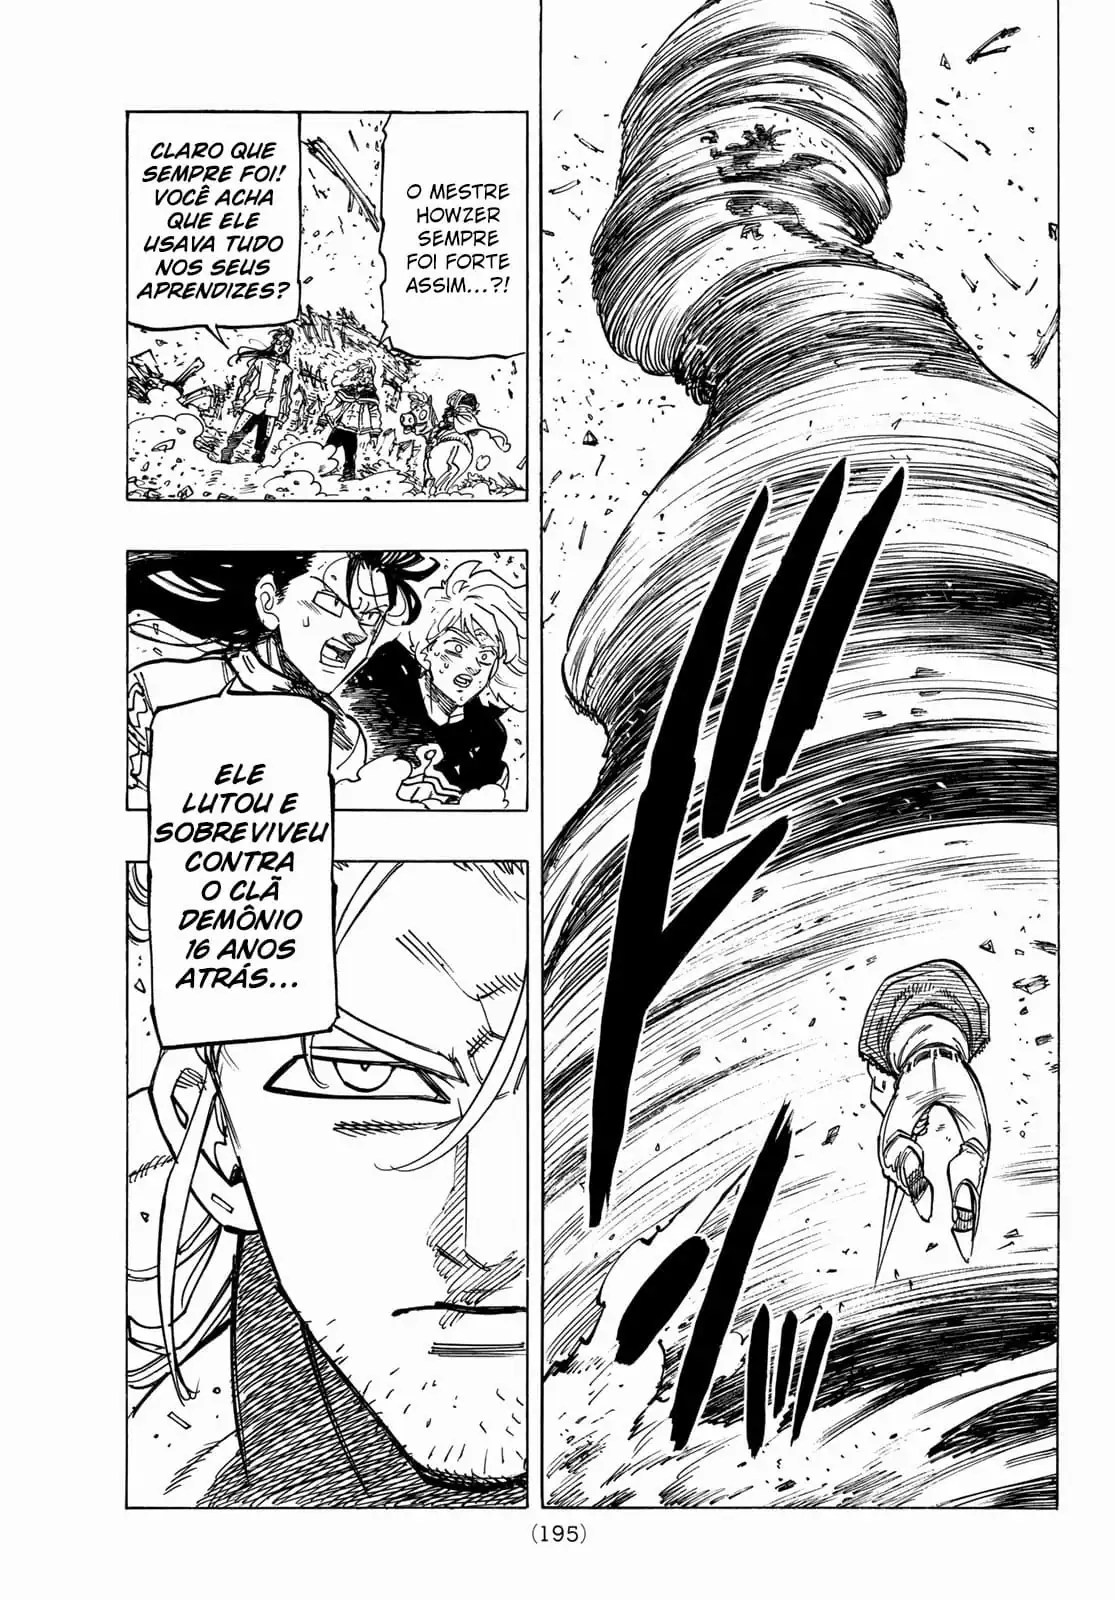 O MESTRE
HOWZER
SEMPRE
FOI FORTE
ASSIM...?!
CLARO QUE
SEMPRE FOI!
VOCÊ ACHA
QUE ELE
USAVA TUDO
NOS SEUS
APRENDIZES?
ELE
LUTOU E
SOBREVIVEU
CONTRA
O CLÃ
DEMÔNIO
16 ANOS
ATRÁS...
(195)